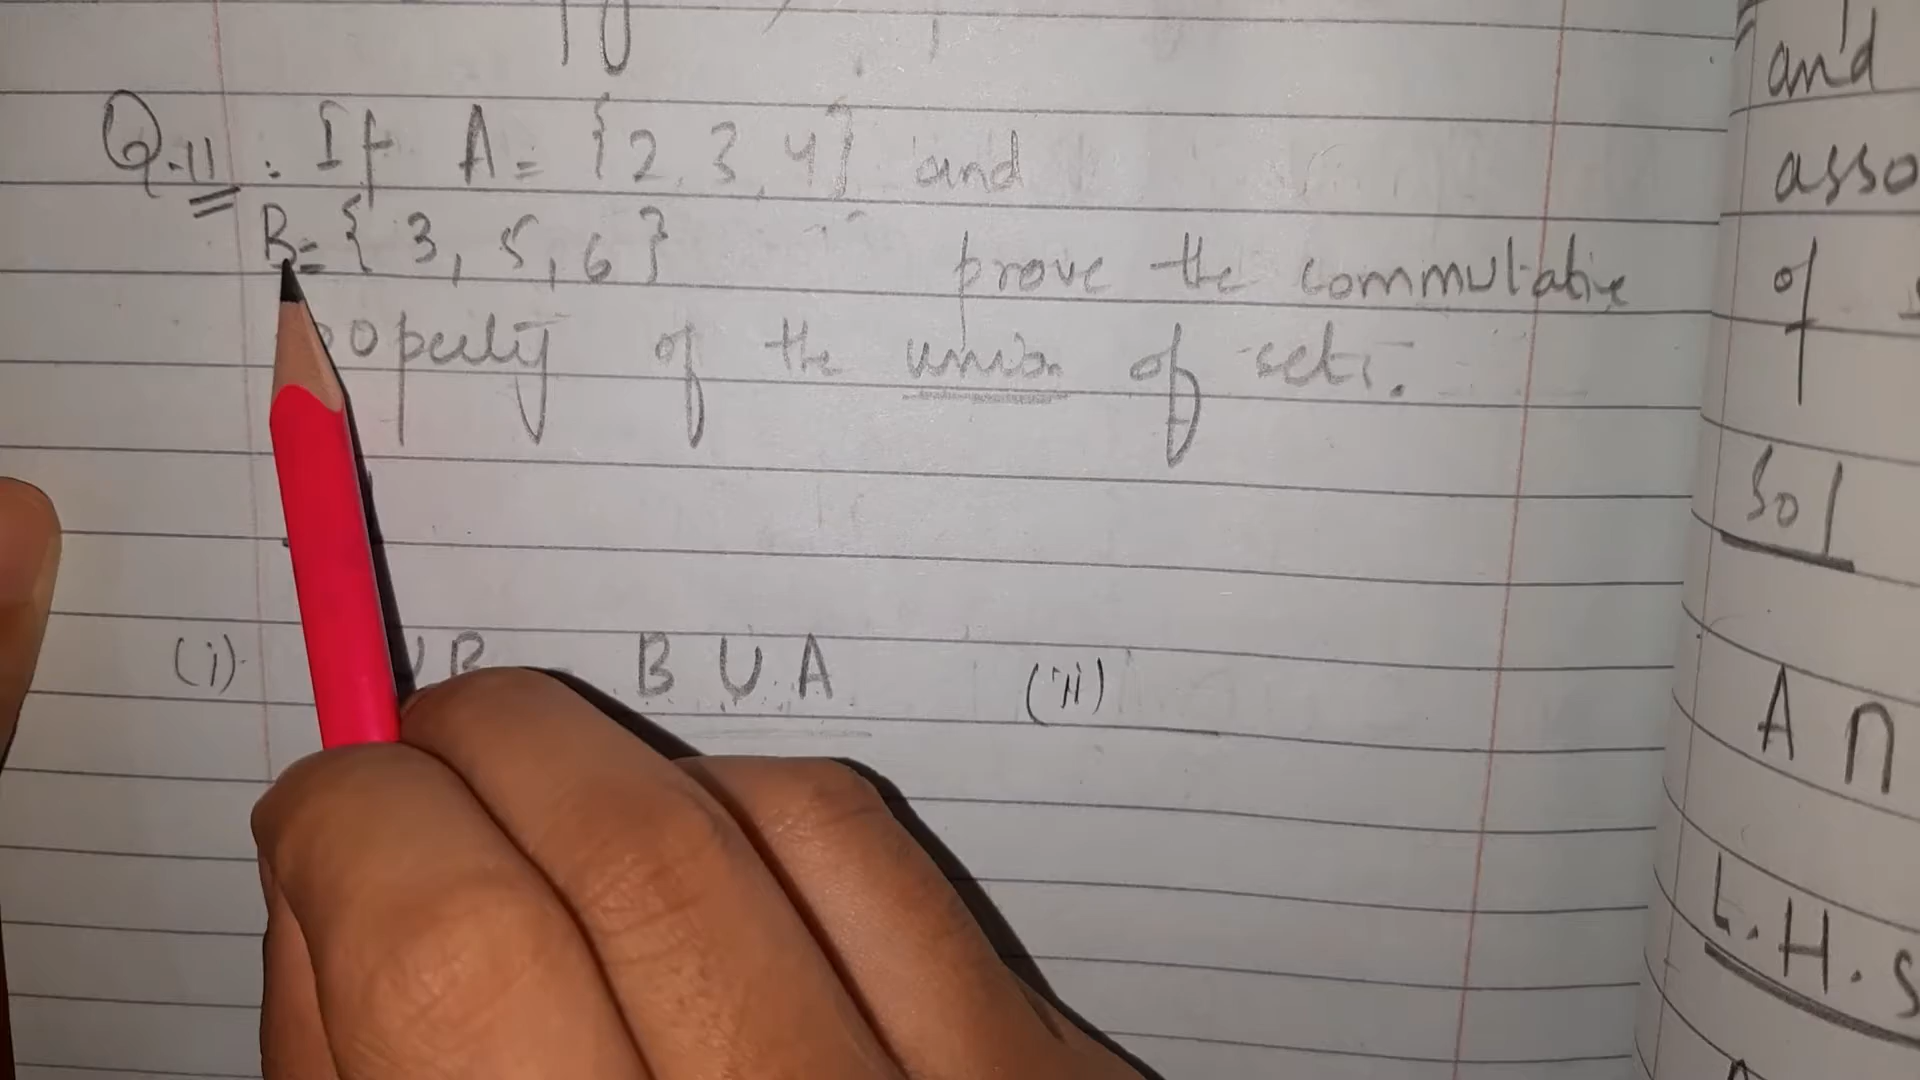 Q.11 : If A = {2, 3, 4} and
B = { 3, 5, 6 } prove the commutative
operty of the union of sets.
(i) B B U A (ii)
and
asso
of
Sol
A ∩
L.H.S